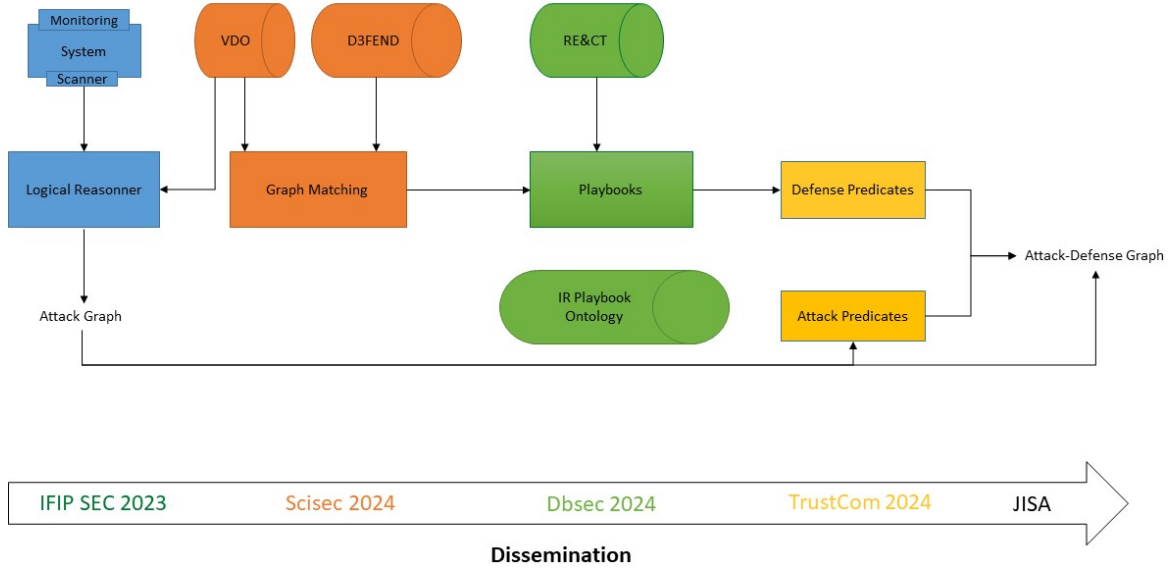 Monitoring
System
Scanner
VDO
D3FEND
RE&CT
Logical Reasonner
Graph Matching
Playbooks
Defense Predicates
Attack-Defense Graph
IR Playbook
Ontology
Attack Graph
Attack Predicates
IFIP SEC 2023
Scisec 2024
Dbsec 2024
TrustCom 2024
JISA
Dissemination